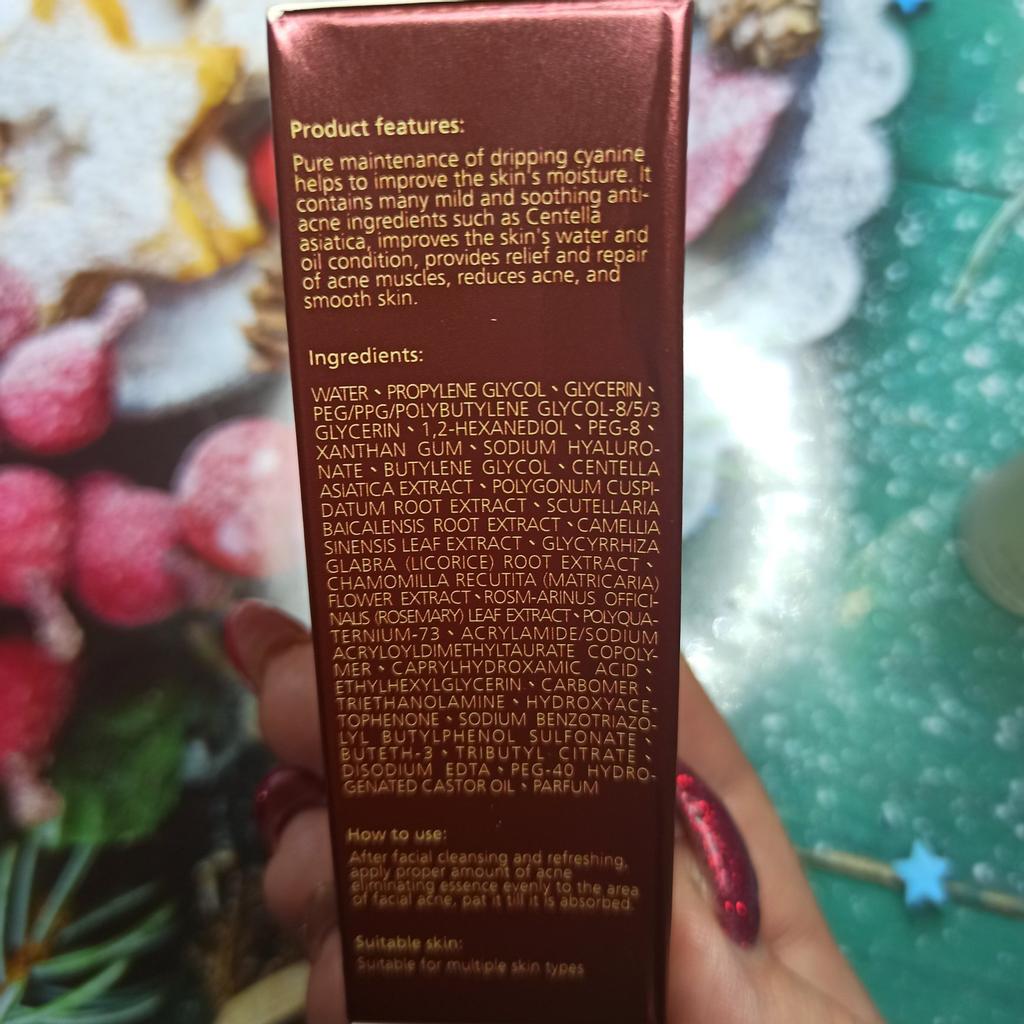 Product features:
Pure maintenance of dripping cyanine
helps to improve the skin's moisture. It
contains many mild and soothing anti-
acne ingredients such as Centella
asiatica, improves the skin's water and
oil condition, provides relief and repair
of acne muscles, reduces acne, and
smooth skin.
Ingredients:
WATER、PROPYLENE GLYCOL、GLYCERIN、
PEG/PPG/POLYBUTYLENE GLYCOL-8/5/3
GLYCERIN、1,2-HEXANEDIOL、PEG-8、
XANTHAN GUM、SODIUM HYALURO-
NATE、BUTYLENE GLYCOL、CENTELLA
ASIATICA EXTRACT、POLYGONUM CUSPI-
DATUM ROOT EXTRACT、SCUTELLARIA
BAICALENSIS ROOT EXTRACT、CAMELLIA
SINENSIS LEAF EXTRACT、GLYCYRRHIZA
GLABRA (LICORICE) ROOT EXTRACT、
CHAMOMILLA RECUTITA (MATRICARIA)
FLOWER EXTRACT、ROSM-ARINUS OFFICI-
NALIS (ROSEMARY) LEAF EXTRACT、POLYQUA-
TERNIUM-73、ACRYLAMIDE/SODIUM
ACRYLOYLDIMETHYLTAURATE COPOLY-
MER、CAPRYLHYDROXAMIC ACID、
ETHYLHEXYLGLYCERIN、CARBOMER、
TRIETHANOLAMINE、HYDROXYACE-
TOPHENONE、SODIUM BENZOTRIAZO-
LYL BUTYLPHENOL SULFONATE、
BUTETH-3、TRIBUTYL CITRATE、
DISODIUM EDTA、PEG-40 HYDRO-
GENATED CASTOR OIL、PARFUM
How to use:
After facial cleansing and refreshing,
apply proper amount of acne
eliminating essence evenly to the area
of facial acne, pat it till it is absorbed.
Suitable skin:
Suitable for multiple skin types